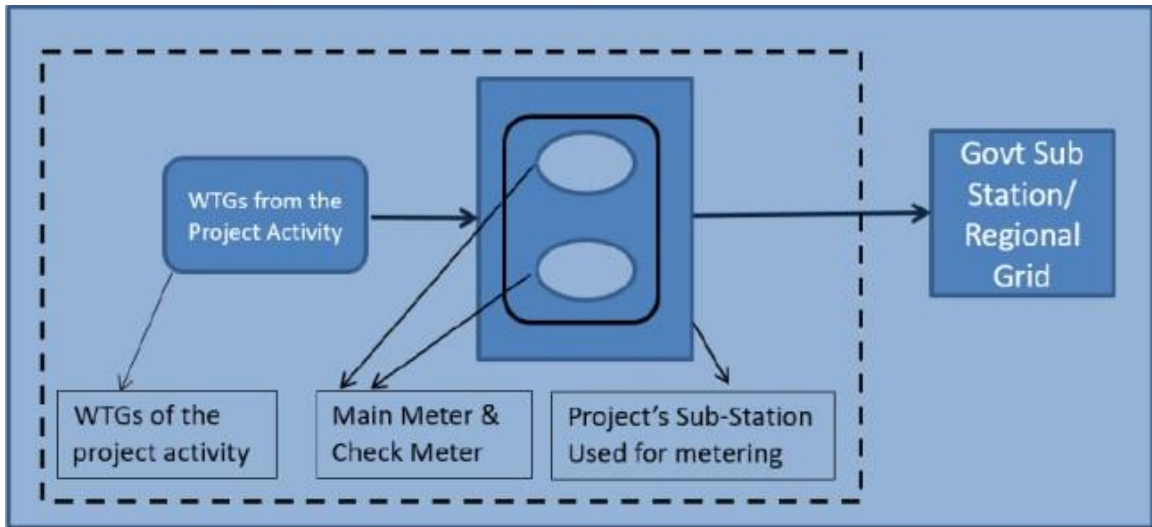 WTGs from the
Project Activity
Govt Sub
Station/
Regional
Grid
WTGs of the
project activity
Main Meter &
Check Meter
Project's Sub-Station
Used for metering